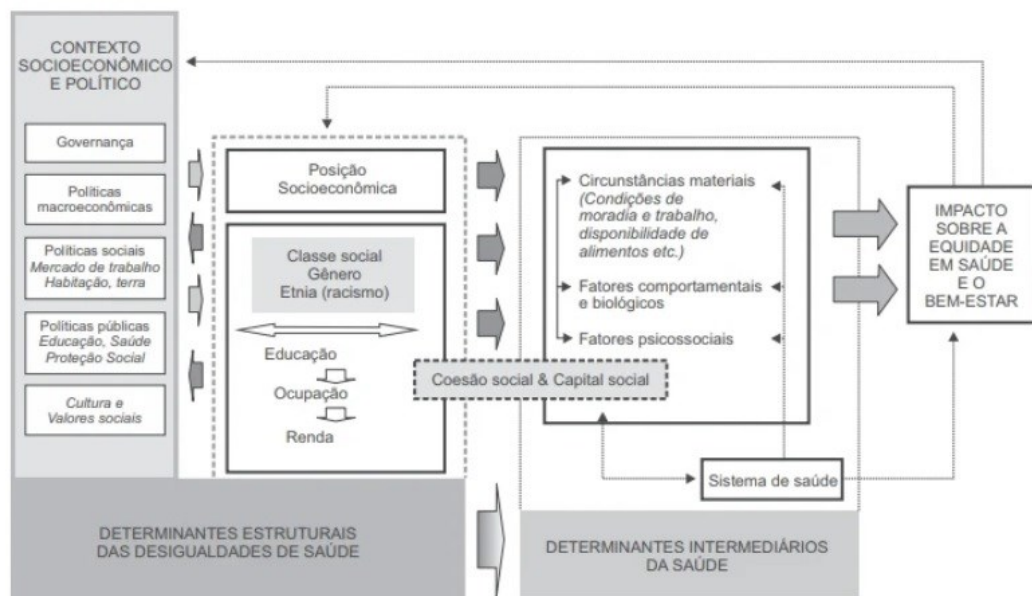 CONTEXTO
SOCIOECONÔMICO
E POLÍTICO
Governança
Políticas
macroeconômicas
Políticas sociais
Mercado de trabalho
Habitação, terra
Políticas públicas
Educação, Saúde
Proteção Social
Cultura e
Valores sociais
Posição
Socioeconômica
Classe social
Gênero
Etnia (racismo)
Educação
Ocupação
Renda
Coesão social & Capital social
Circunstâncias materiais
(Condições de
moradia e trabalho,
disponibilidade de
alimentos etc.)
Fatores comportamentais
e biológicos
Fatores psicossociais
Sistema de saúde
IMPACTO
SOBRE A
EQUIDADE
EM SAÚDE
E O
BEM-ESTAR
DETERMINANTES ESTRUTURAIS
DAS DESIGUALDADES DE SAÚDE
DETERMINANTES INTERMEDIÁRIOS
DA SAÚDE